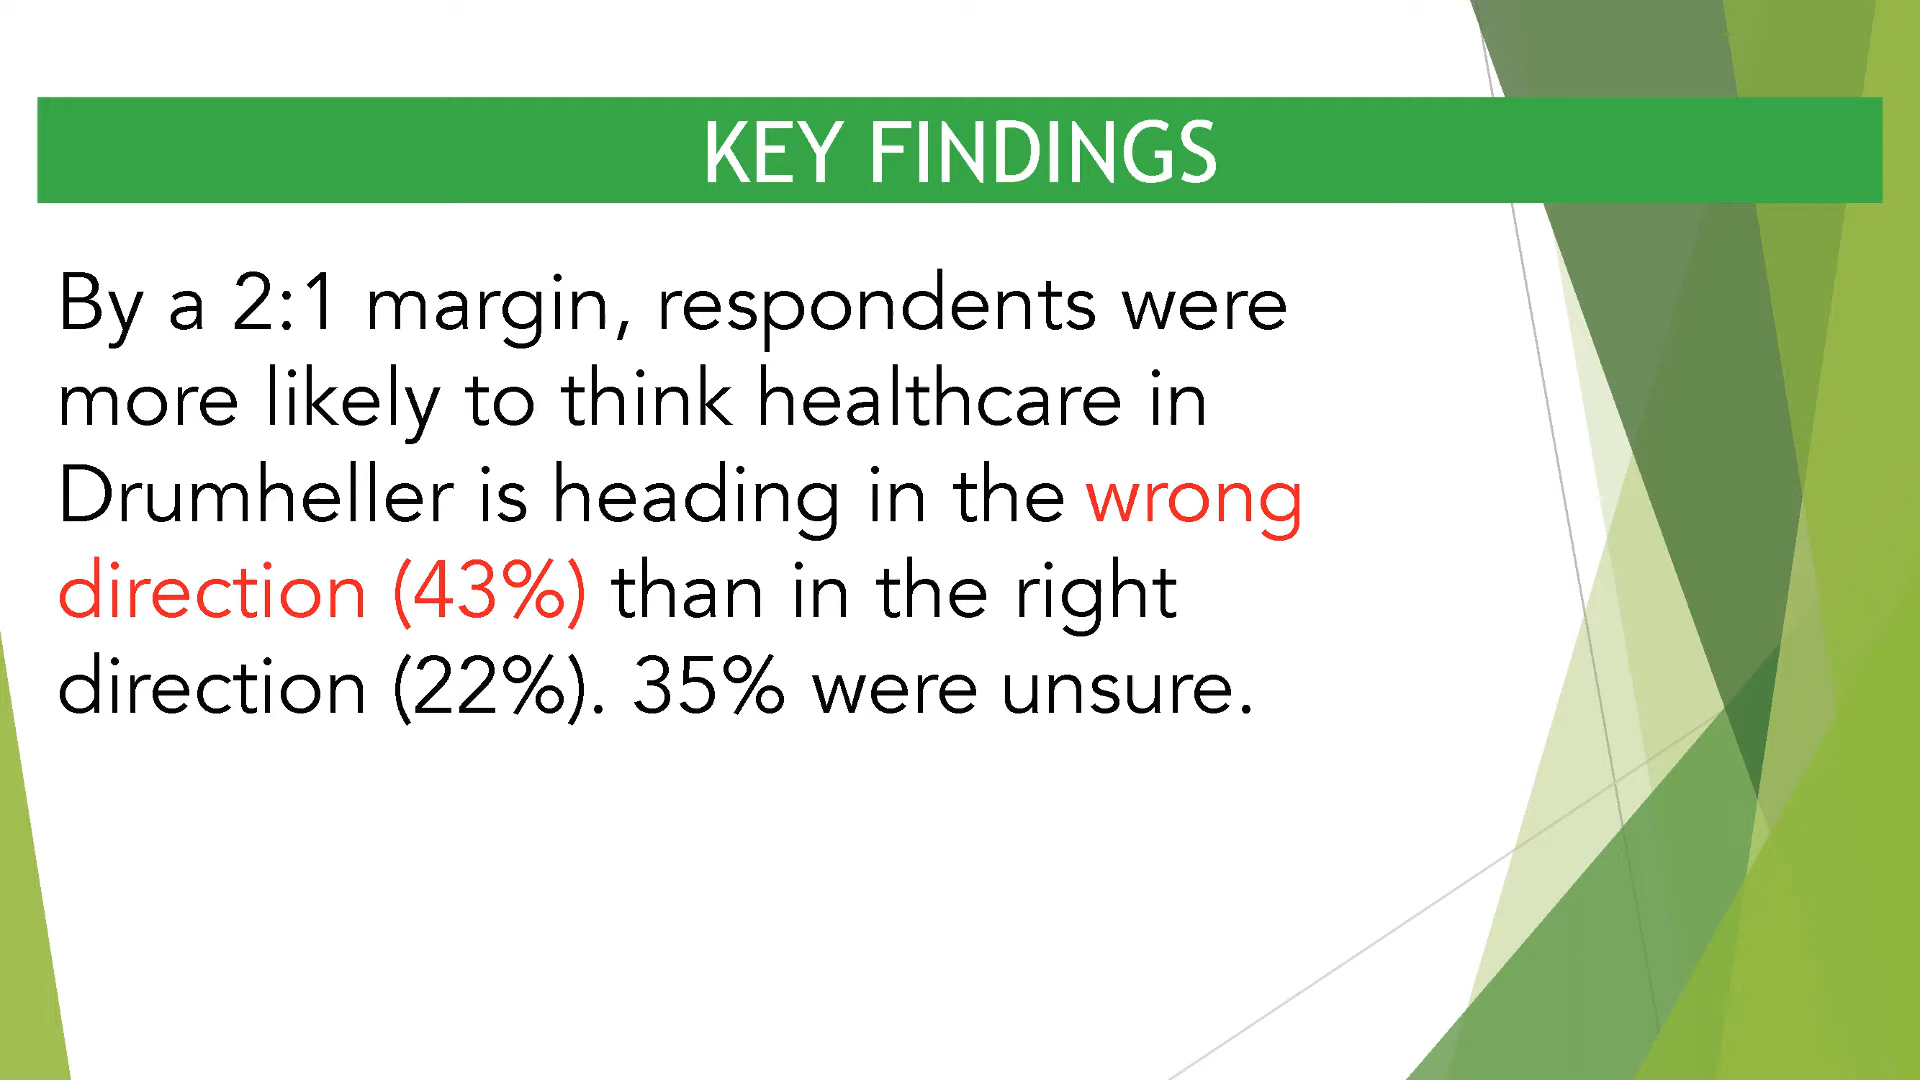 KEY FINDINGS
By a 2:1 margin, respondents were
more likely to think healthcare in
Drumheller is heading in the wrong
direction (43%) than in the right
direction (22%). 35% were unsure.